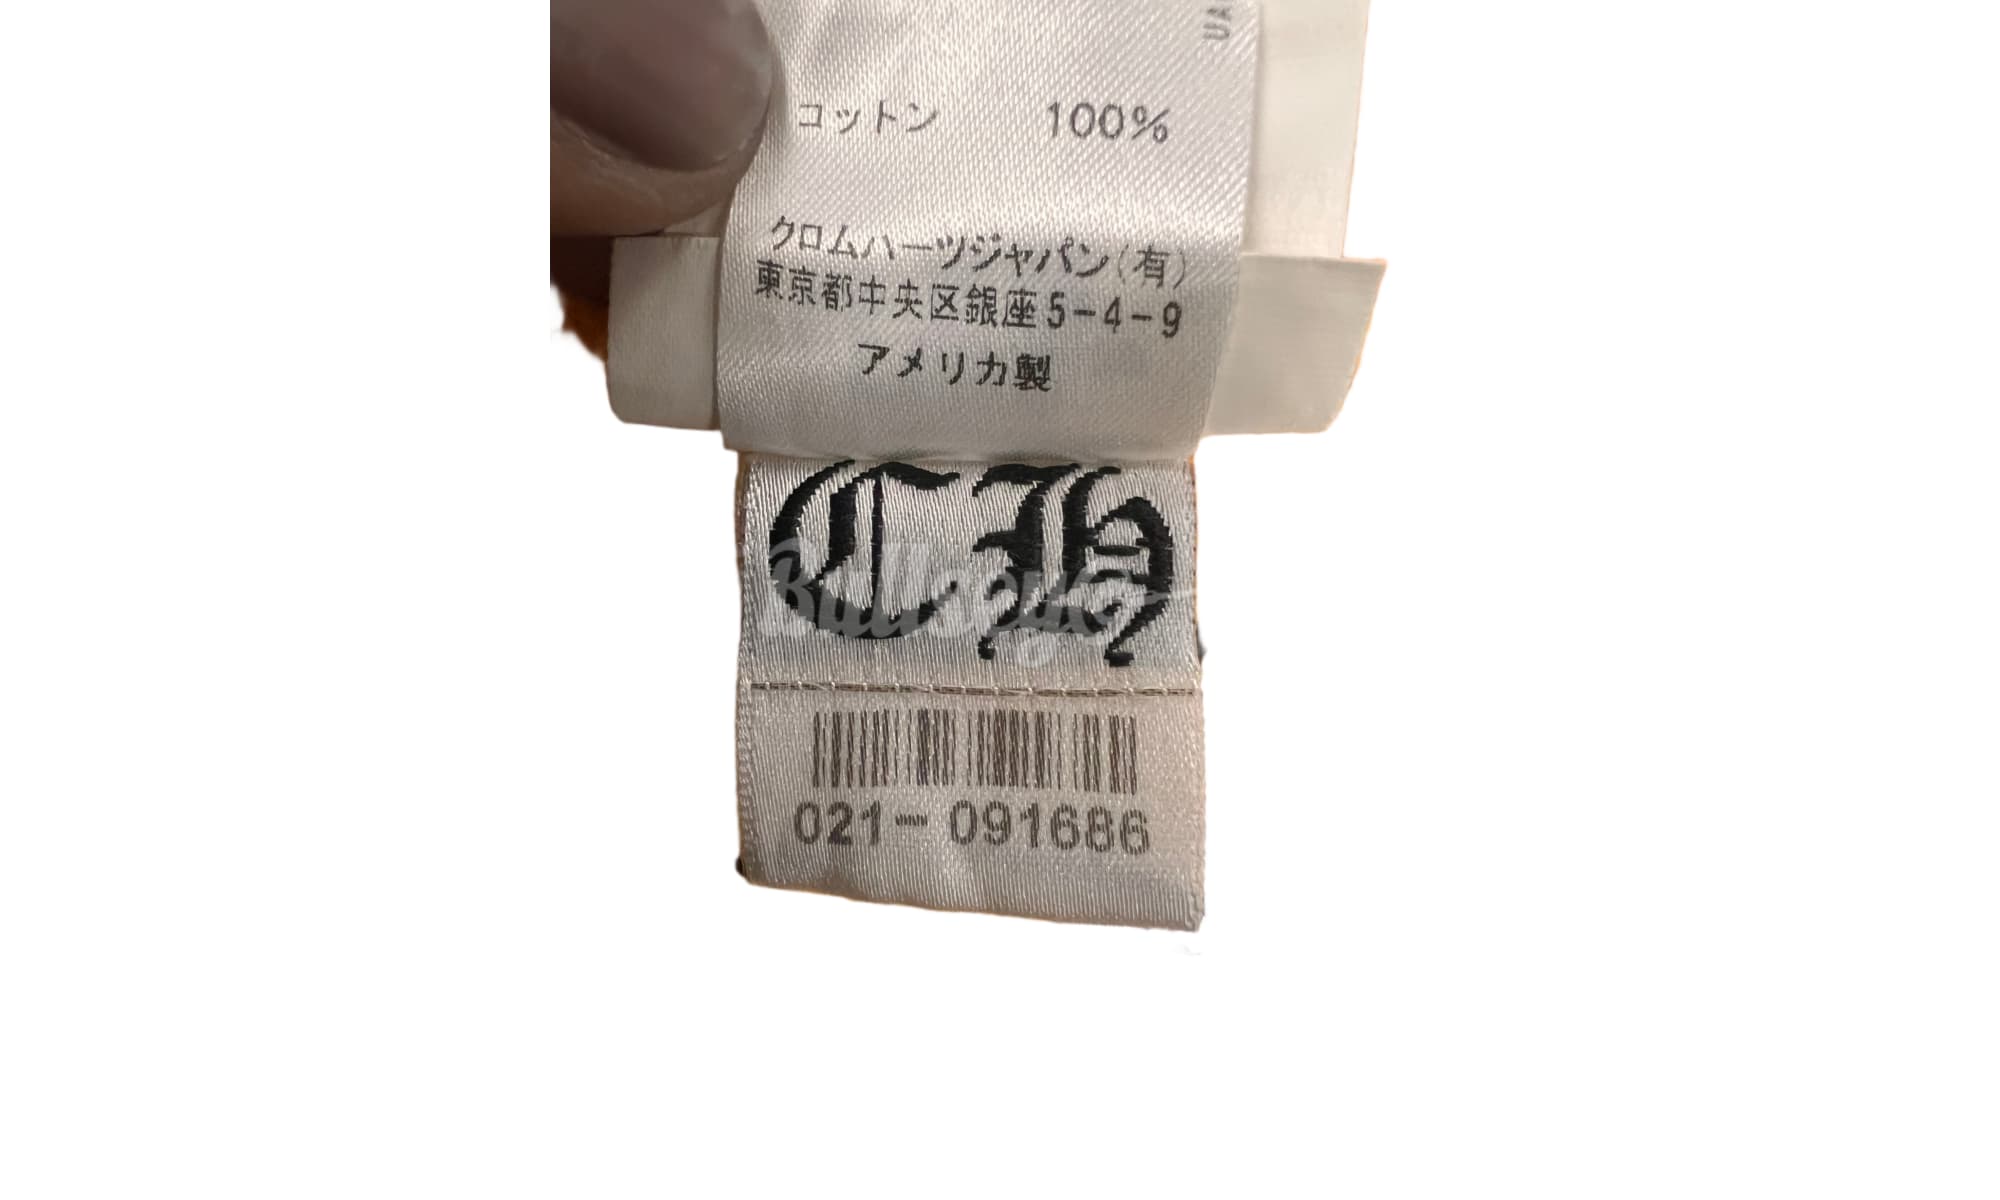 コットン 100%
クロムハーツジャパン(有)
東京都中央区銀座5-4-9
アメリカ製
CH
Bullseye
021-091686